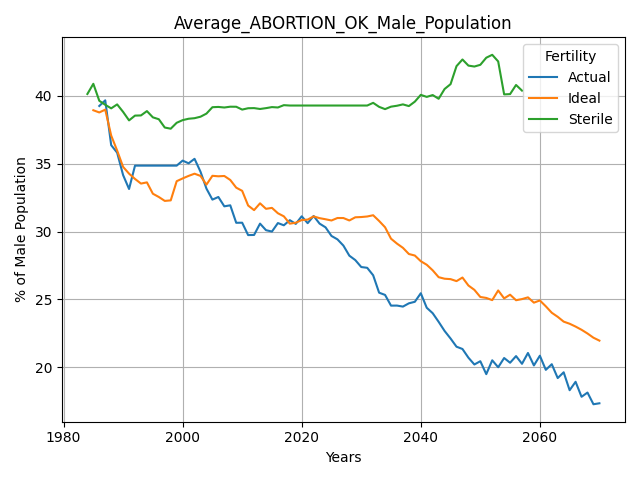 Average_ABORTION_OK_Male_Population
Fertility
Actual
Ideal
Sterile
% of Male Population
40
35
30
25
20
1980
2000
2020
2040
2060
Years